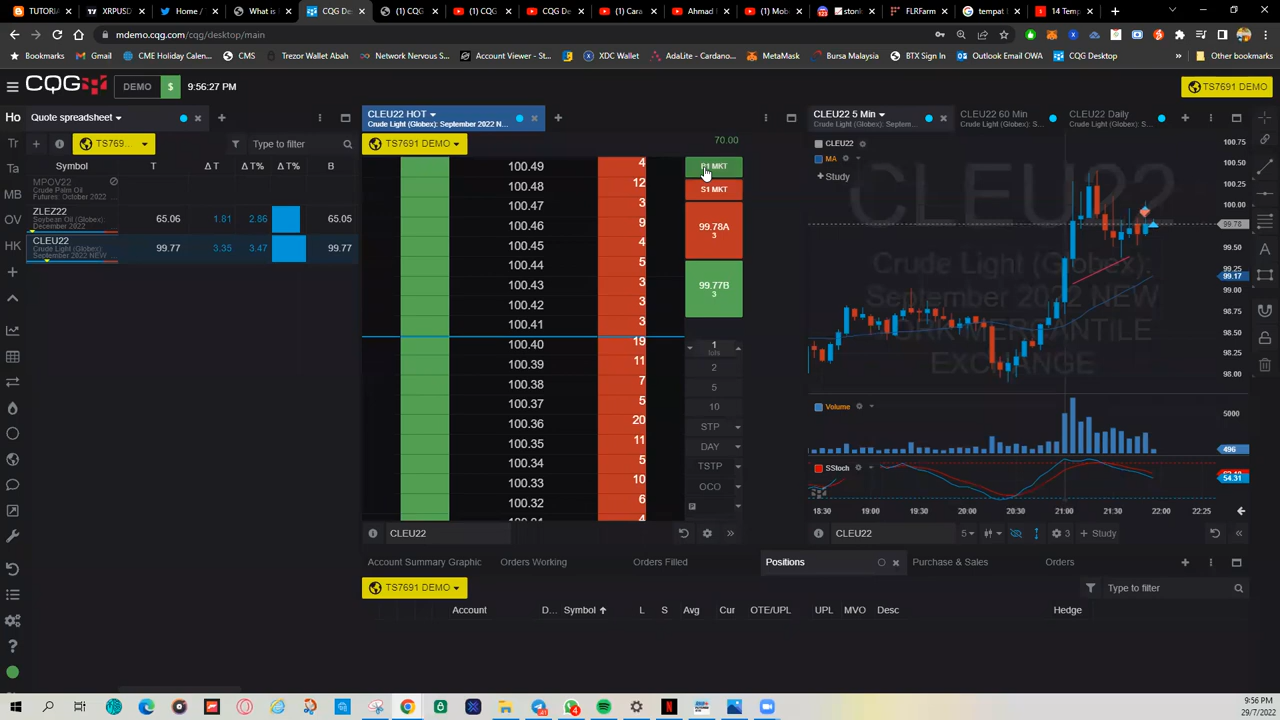 TUTORIA
XRPUSD
Home /
What is
CQG De
(1) CQG
(1) CQG
CQG De
(1) Cara
Ahmad
(1) Mob
stonk
FLRFarm
tempat
14 Temp
mdemo.cqg.com/cqg/desktop/main
Bookmarks
Gmail
CME Holiday Calen...
CMS
Trezor Wallet Abah
Network Nervous S...
Account Viewer - S...
XDC Wallet
AdaLite - Cardano...
MetaMask
Bursa Malaysia
BTX Sign In
Outlook Email OWA
CQG Desktop
Other bookmarks
CQG
DEMO
$
9:56:27 PM
TS7691 DEMO
Ho
Tr
Ta
MB
OV
HK
Quote spreadsheet
TS769...
Type to filter
Symbol
T
Δ T
Δ T%
B
MPOV22
Crude Palm Oil
Futures: October 2022
ZLEZ22
Soybean Oil (Globex):
December 2022
65.06
1.81
2.86
65.05
CLEU22
Crude Light (Globex):
September 2022 NEW
99.77
3.35
3.47
99.77
CLEU22 HOT
Crude Light (Globex): September 2022 N...
TS7691 DEMO
70.00
100.49
4
100.48
12
100.47
3
100.46
9
100.45
4
100.44
5
100.43
3
100.42
3
100.41
3
100.40
19
100.39
11
100.38
7
100.37
5
100.36
20
100.35
11
100.34
5
100.33
10
100.32
6
B1 MKT
S1 MKT
99.78A
3
99.77B
3
1
lots
2
5
10
STP
DAY
TSTP
OCO
CLEU22
CLEU22 5 Min
Crude Light (Globex): Septem...
CLEU22 60 Min
Crude Light (Globex): S...
CLEU22 Daily
Crude Light (Globex): S...
CLEU22
MA
Study
CLEU22
Crude Light (Globex):
September 2022 NEW
YORK MERCANTILE
EXCHANGE
100.75
100.50
100.25
100.00
99.78
99.50
99.25
99.17
99.00
98.75
98.50
98.25
98.00
Volume
5000
496
SStoch
54.31
18:30
19:00
19:30
20:00
20:30
21:00
21:30
22:00
22:25
CLEU22
5
3
Study
Account Summary Graphic
Orders Working
Orders Filled
Positions
Purchase & Sales
Orders
TS7691 DEMO
Type to filter
Account
D...
Symbol
L
S
Avg
Cur
OTE/UPL
UPL
MVO
Desc
Hedge
9:56 PM
29/7/2022